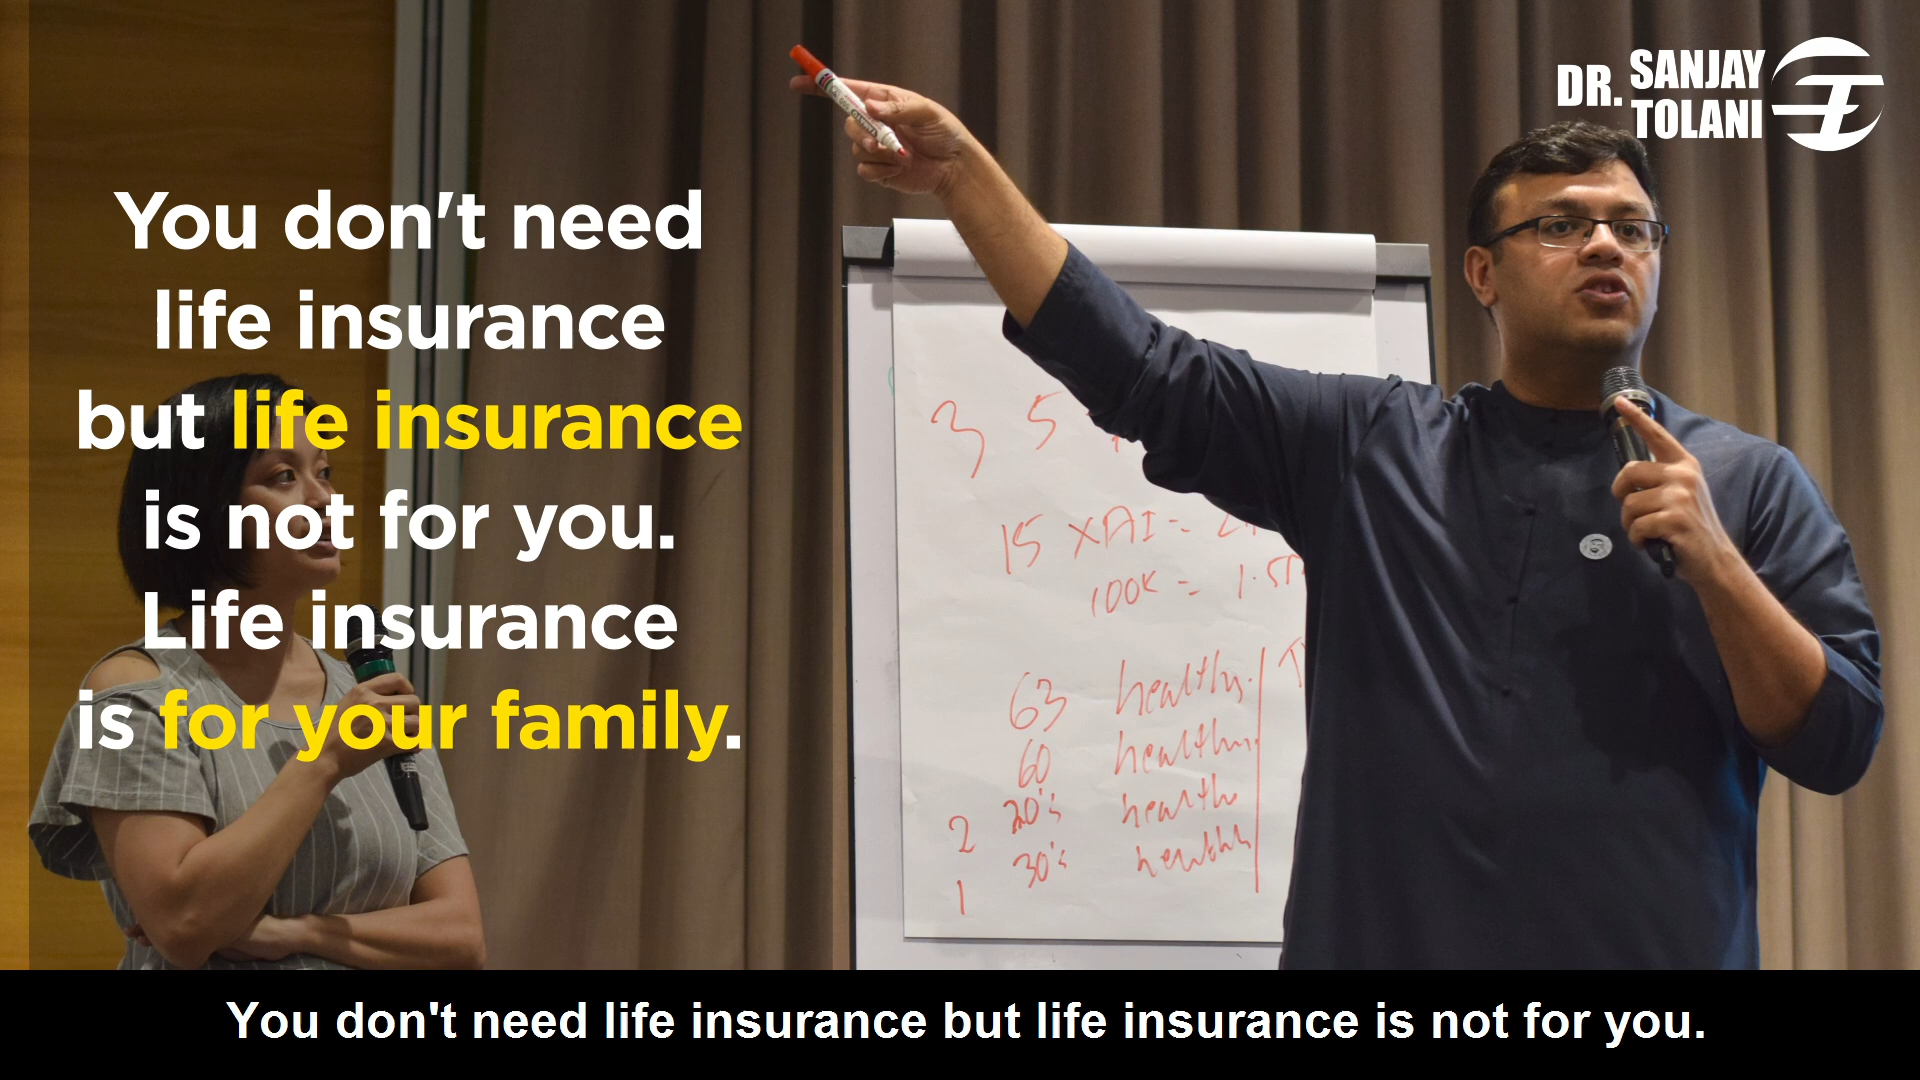 DR. SANJAY
TOLANI
You don't need
life insurance
but life insurance
is not for you.
Life insurance
is for your family.
3 5
15 X AI =
100K =
63 healthy
60 healthy
2 20's
1 30's
You don't need life insurance but life insurance is not for you.